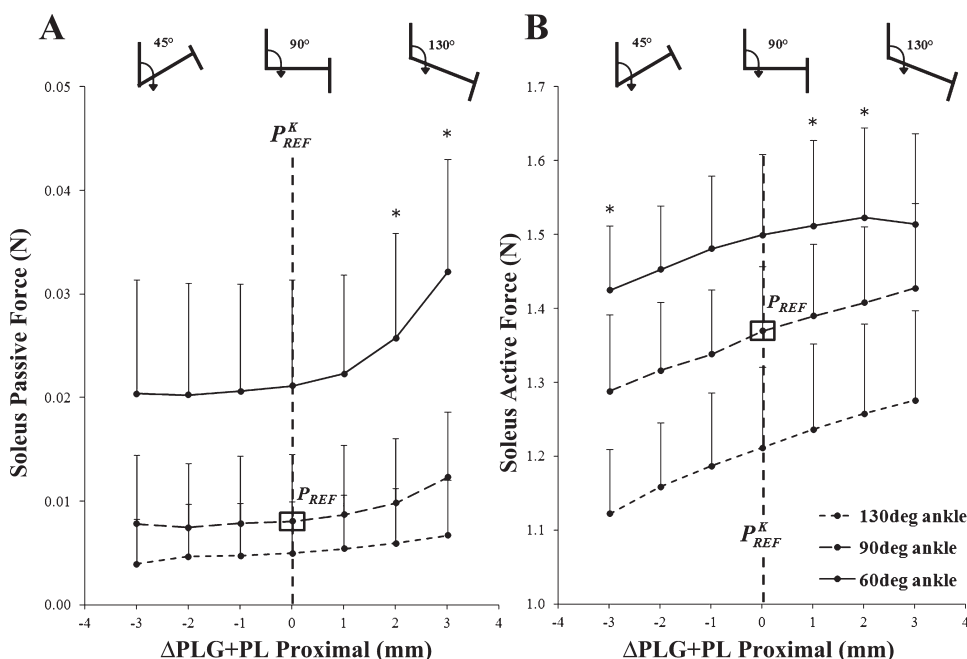 A
B
45°
90°
130°
45°
90°
130°
Soleus Passive Force (N)
0.05
0.04
0.03
0.02
0.01
0.00
P^K_REF
*
*
P_REF
-4 -3 -2 -1 0 1 2 3 4
ΔPLG+PL Proximal (mm)
Soleus Active Force (N)
1.7
1.6
1.5
1.4
1.3
1.2
1.1
1.0
*
*
*
P_REF
P^K_REF
130deg ankle
90deg ankle
60deg ankle
-4 -3 -2 -1 0 1 2 3 4
ΔPLG+PL Proximal (mm)